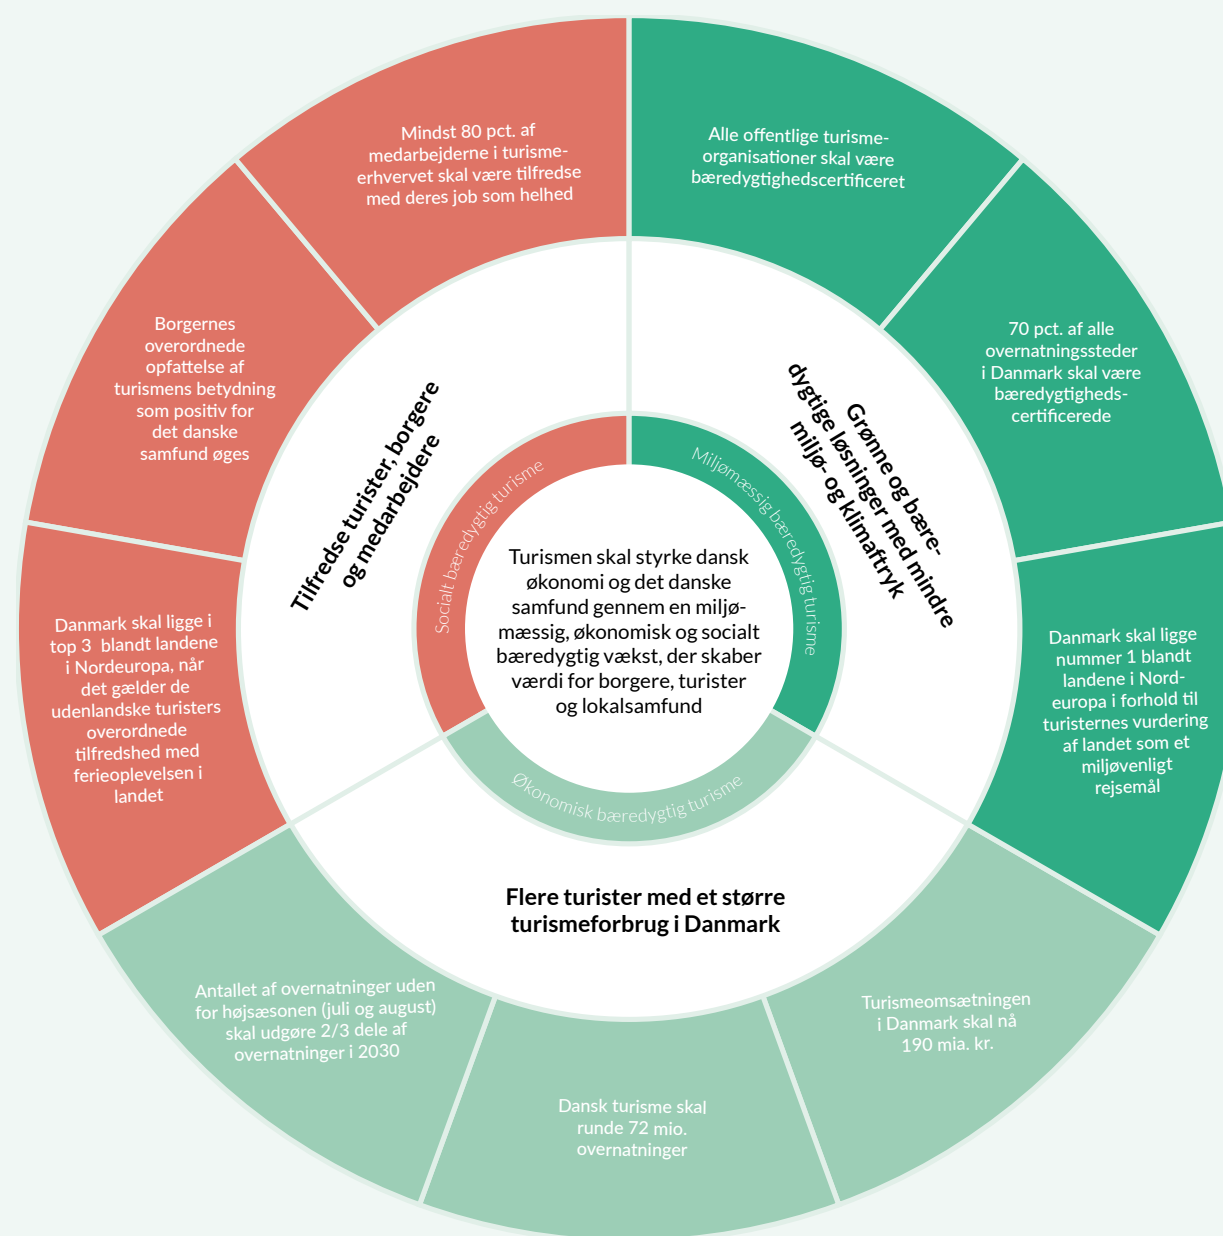 Mindst 80 pct. af
medarbejderne i turisme-
erhvervet skal være tilfredse
med deres job som helhed
Alle offentlige turisme-
organisationer skal være
bæredygtighedscertificeret
Borgernes
overordnede
opfattelse af
turismens betydning
som positiv for
det danske
samfund øges
70 pct. af alle
overnatningssteder
i Danmark skal være
bæredygtigheds-
certificerede
Tilfredse turister, borgere
og medarbejdere
Grønne og bære-
dygtige løsninger med mindre
miljø- og klimaftryk
Socialt bæredygtig turisme
Miljømæssig bæredygtig turisme
Turismen skal styrke dansk
økonomi og det danske
samfund gennem en miljø-
mæssig, økonomisk og socialt
bæredygtig vækst, der skaber
værdi for borgere, turister
og lokalsamfund
Danmark skal ligge i
top 3 blandt landene
i Nordeuropa, når
det gælder de
udenlandske turisters
overordnede
tilfredshed med
ferieoplevelsen i
landet
Danmark skal ligge
nummer 1 blandt
landene i Nord-
europa i forhold til
turisternes vurdering
af landet som et
miljøvenligt
rejsemål
Økonomisk bæredygtig turisme
Flere turister med et større
turismeforbrug i Danmark
Antallet af overnatninger uden
for højsæsonen (juli og august)
skal udgøre 2/3 dele af
overnatninger i 2030
Turismeomsætningen
i Danmark skal nå
190 mia. kr.
Dansk turisme skal
runde 72 mio.
overnatninger